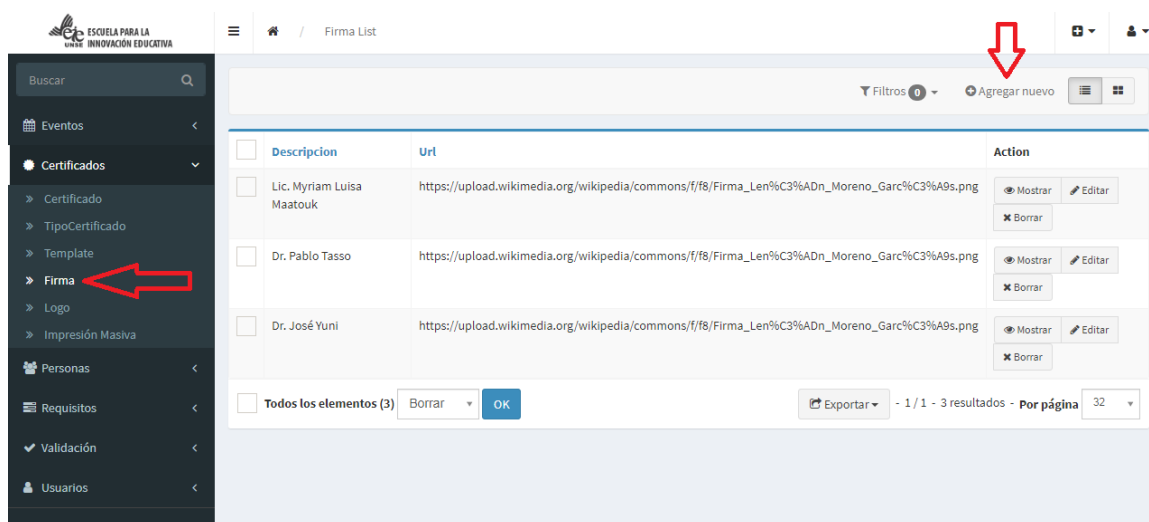 ESCUELA PARA LA
UNSE INNOVACIÓN EDUCATIVA
/ Firma List
Buscar
Filtros 0 Agregar nuevo
Eventos
Certificados
» Certificado
» TipoCertificado
» Template
» Firma
» Logo
» Impresión Masiva
Personas
Requisitos
Validación
Usuarios
Descripcion Url Action
Lic. Myriam Luisa Maatouk https://upload.wikimedia.org/wikipedia/commons/f/f8/Firma_Len%C3%ADn_Moreno_Garc%C3%A9s.png Mostrar Editar
Borrar
Dr. Pablo Tasso https://upload.wikimedia.org/wikipedia/commons/f/f8/Firma_Len%C3%ADn_Moreno_Garc%C3%A9s.png Mostrar Editar
Borrar
Dr. José Yuni https://upload.wikimedia.org/wikipedia/commons/f/f8/Firma_Len%C3%ADn_Moreno_Garc%C3%A9s.png Mostrar Editar
Borrar
Todos los elementos (3) Borrar OK Exportar - 1 / 1 - 3 resultados - Por página 32